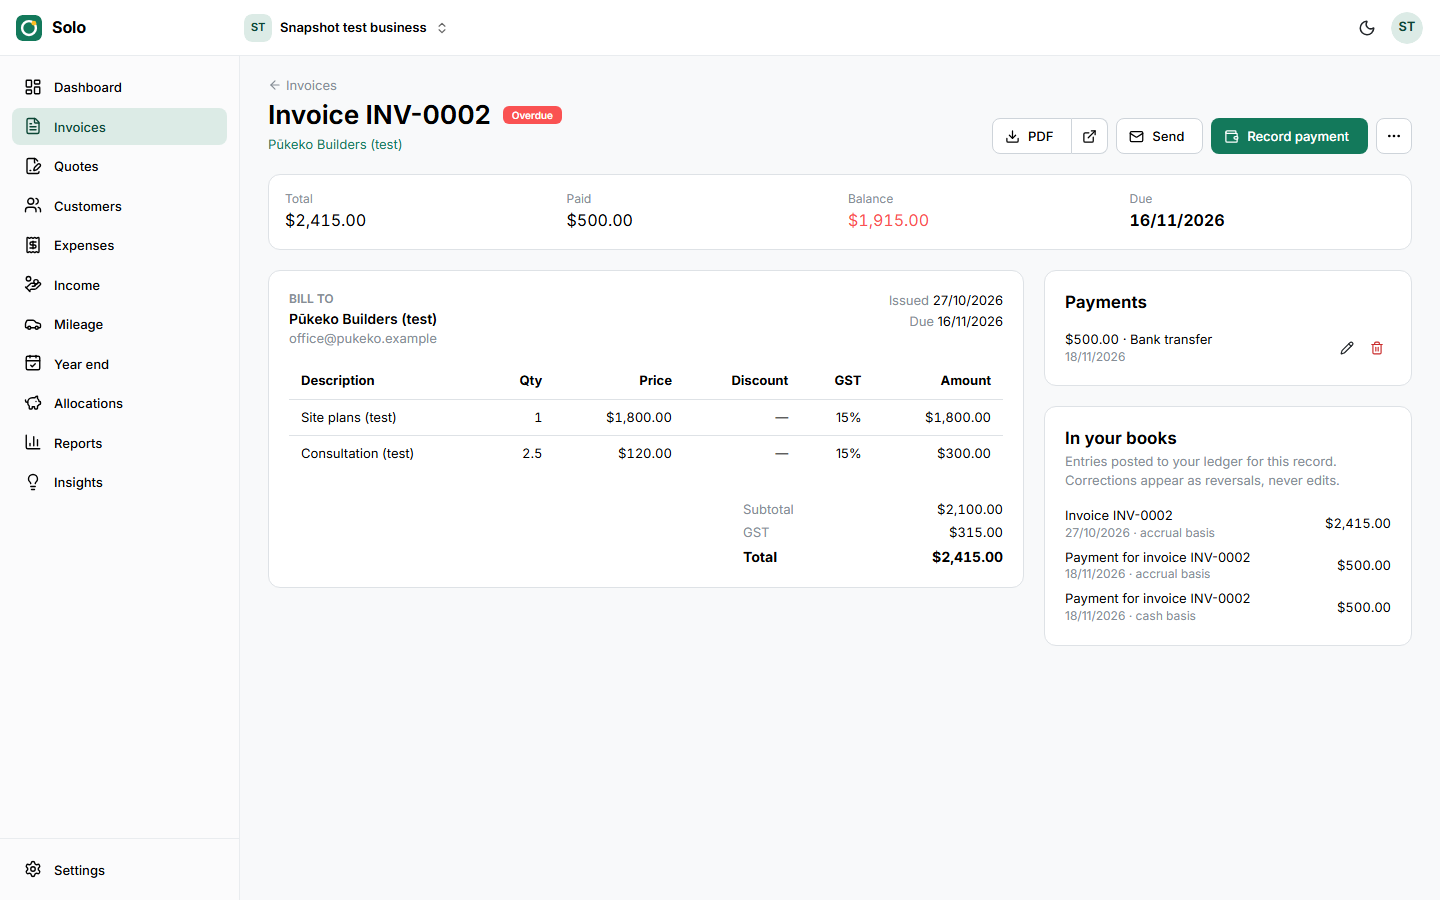 Solo
ST Snapshot test business
ST
Dashboard
Invoices
Quotes
Customers
Expenses
Income
Mileage
Year end
Allocations
Reports
Insights
Settings
← Invoices
Invoice INV-0002 Overdue
Pūkeko Builders (test)
PDF
Send
Record payment
Total Paid Balance Due
$2,415.00 $500.00 $1,915.00 16/11/2026
BILL TO
Pūkeko Builders (test)
office@pukeko.example
Issued 27/10/2026
Due 16/11/2026
Description Qty Price Discount GST Amount
Site plans (test) 1 $1,800.00 — 15% $1,800.00
Consultation (test) 2.5 $120.00 — 15% $300.00
Subtotal $2,100.00
GST $315.00
Total $2,415.00
Payments
$500.00 · Bank transfer
18/11/2026
In your books
Entries posted to your ledger for this record.
Corrections appear as reversals, never edits.
Invoice INV-0002 $2,415.00
27/10/2026 · accrual basis
Payment for invoice INV-0002 $500.00
18/11/2026 · accrual basis
Payment for invoice INV-0002 $500.00
18/11/2026 · cash basis